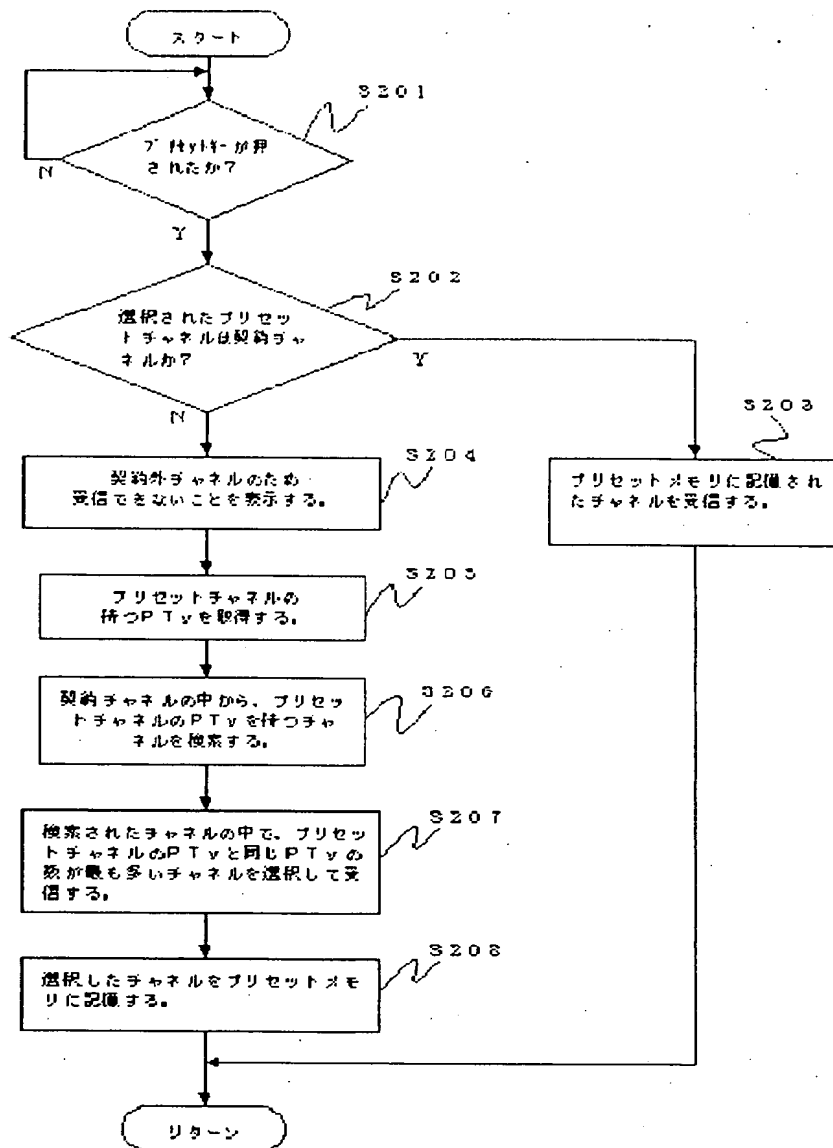 スタート
S201
プリセットキーが押
されたか？
N
Y
S202
選択されたプリセッ
トチャネルは契約チャ
ネルか？
Y
N
S203
プリセットメモリに記憶され
たチャネルを受信する。
S204
契約外チャネルのため
受信できないことを表示する。
S205
プリセットチャネルの
持つPTyを取得する。
S206
契約チャネルの中から、プリセッ
トチャネルのPTyを持つチャ
ネルを検索する。
S207
検索されたチャネルの中で、プリセッ
トチャネルのPTyと同じPTyの
数が最も多いチャネルを選択して受
信する。
S208
選択したチャネルをプリセットメモ
リに記憶する。
リターン